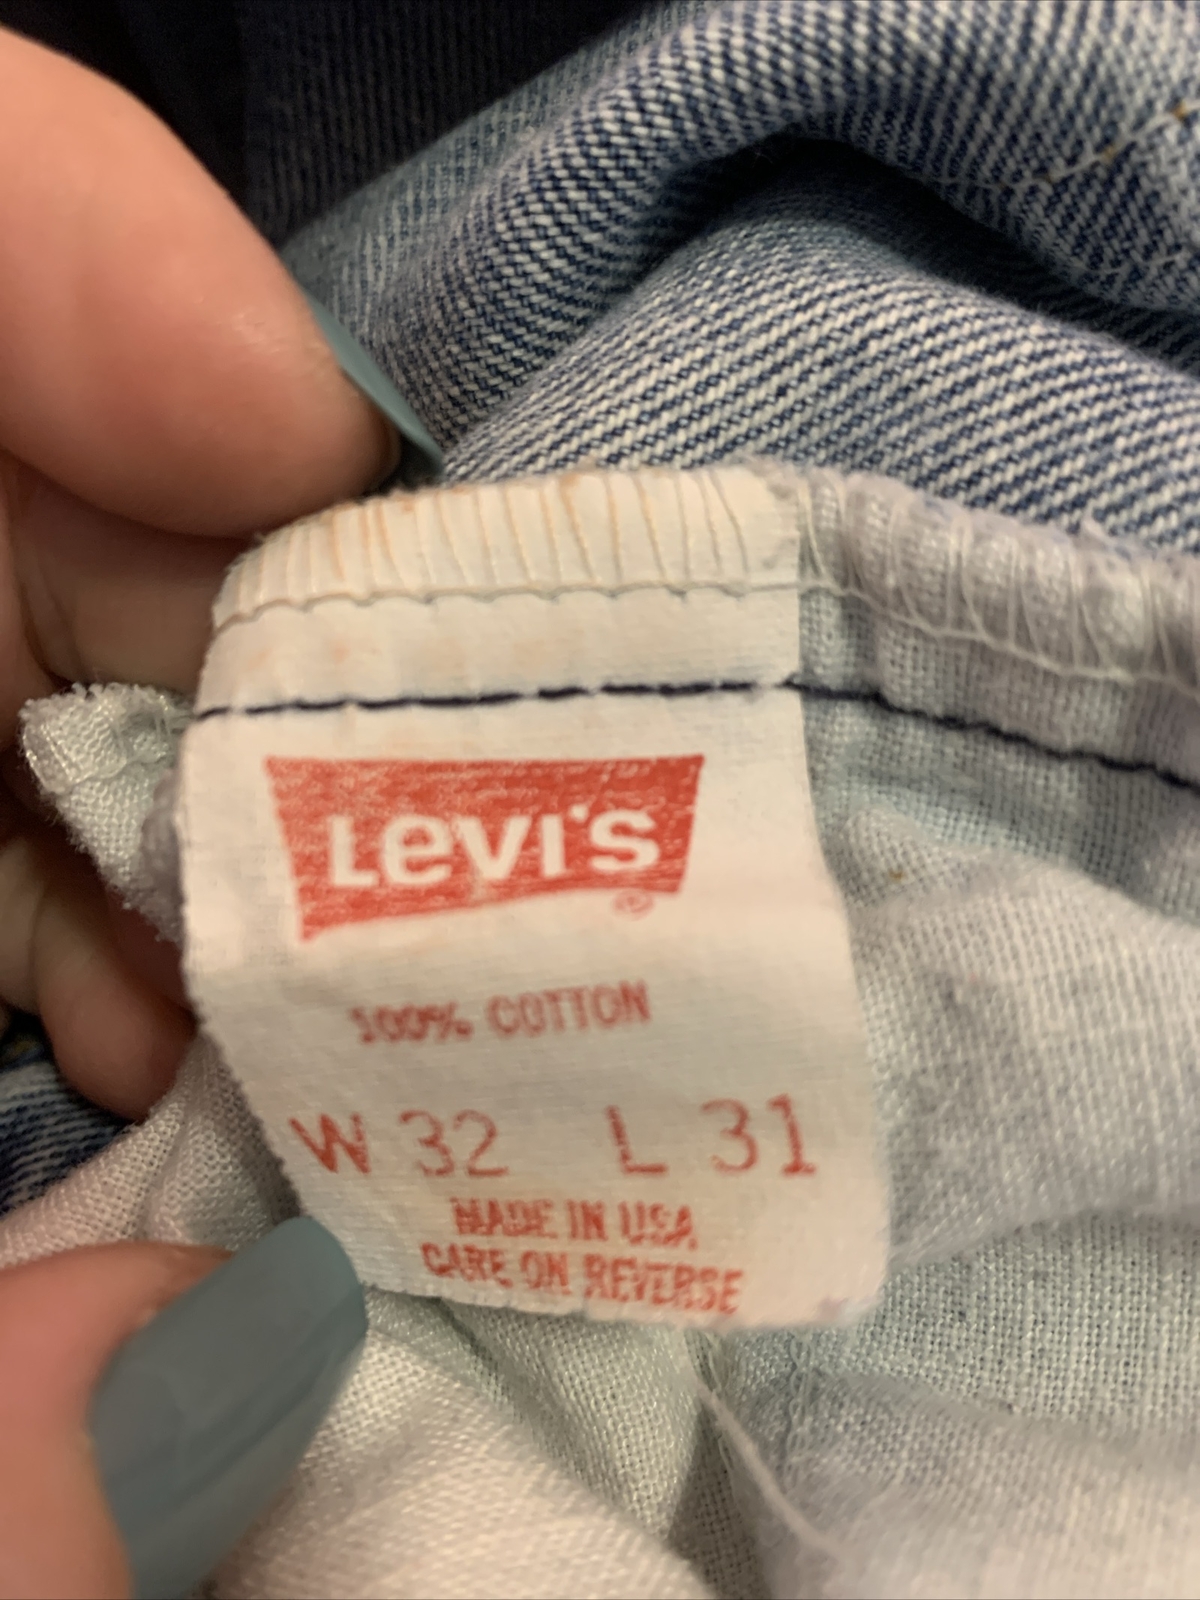 Levi's
®
100% COTTON
W 32 L 31
MADE IN USA
CARE ON REVERSE